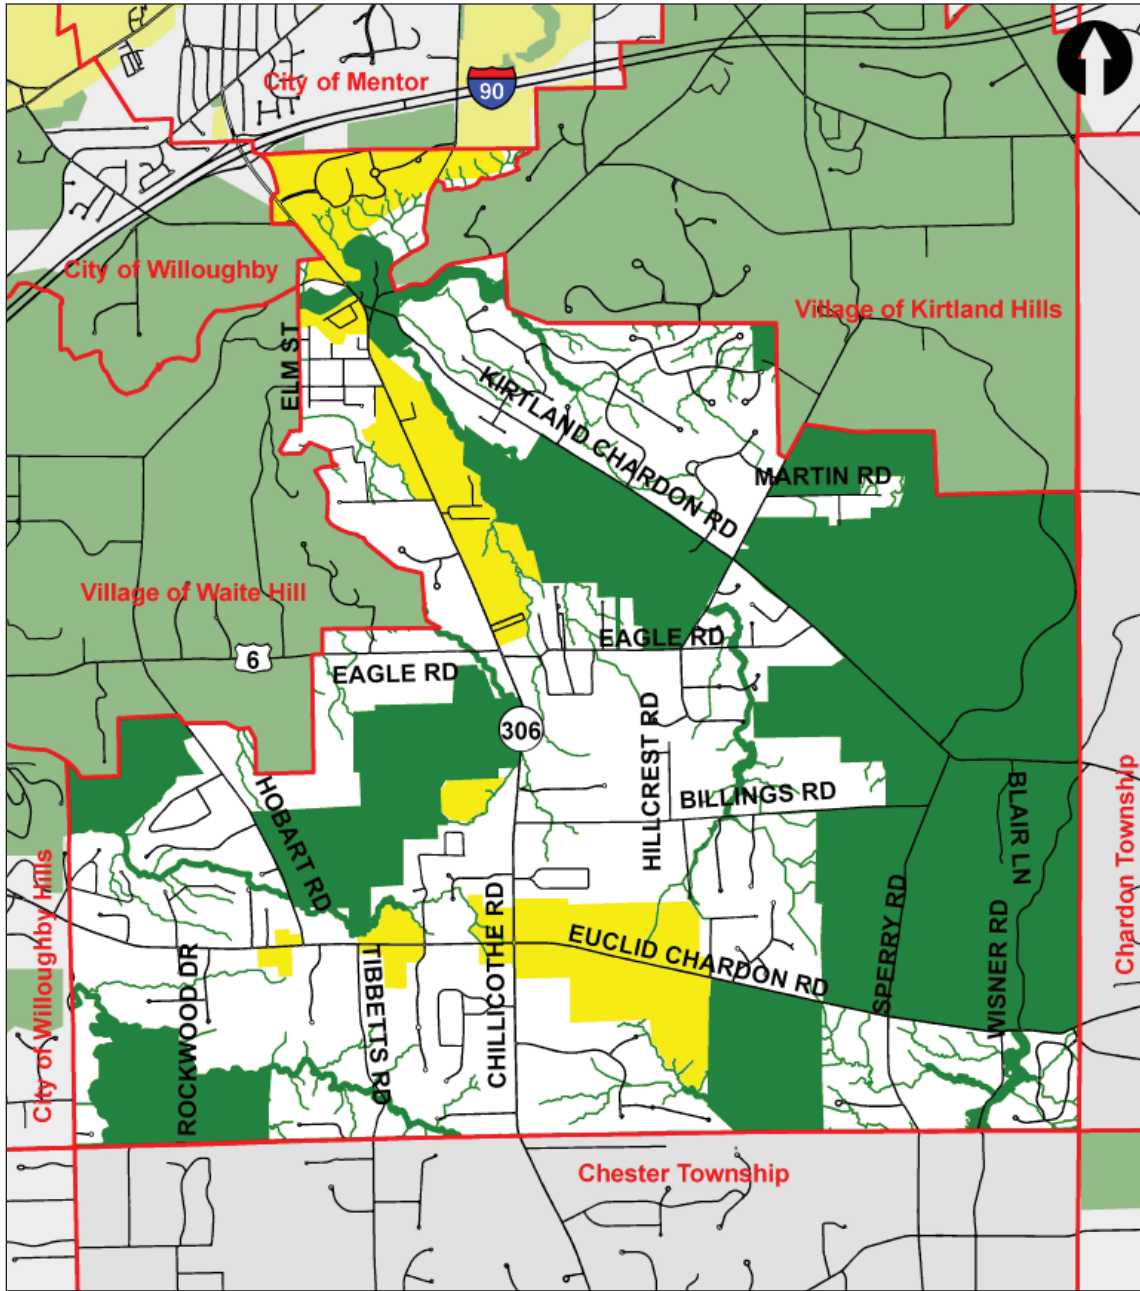 City of Mentor
90
City of Willoughby
Village of Kirtland Hills
ELM ST
KIRTLAND CHARDON RD
MARTIN RD
Village of Waite Hill
6
EAGLE RD
EAGLE RD
306
HILLCREST RD
HOBART RD
BILLINGS RD
BLAIR LN
Chardon Township
City of Willoughby Hills
CHILLICOTHE RD
EUCLID CHARDON RD
SPERRY RD
WISNER RD
ROCKWOOD DR
TIBBETTS RD
Chester Township